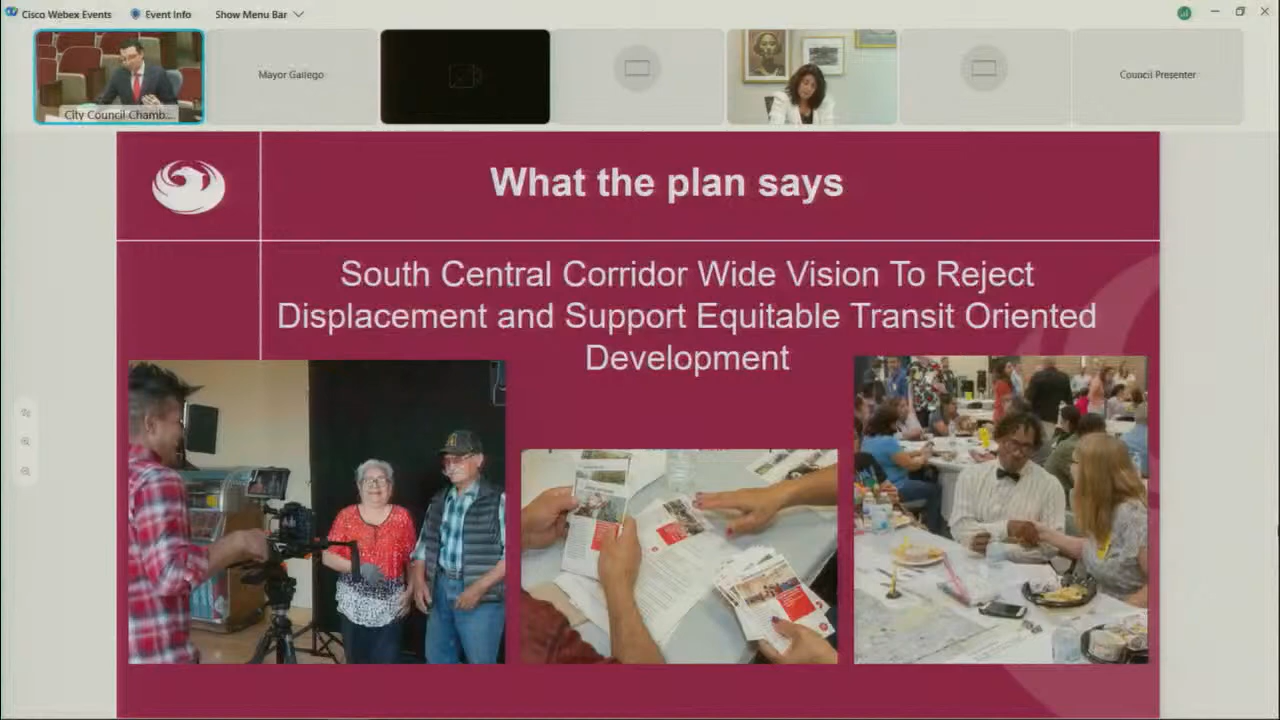 Cisco Webex Events
Event Info
Show Menu Bar
City Council Chamb...
Mayor Gallego
Council Presenter
What the plan says
South Central Corridor Wide Vision To Reject
Displacement and Support Equitable Transit Oriented
Development